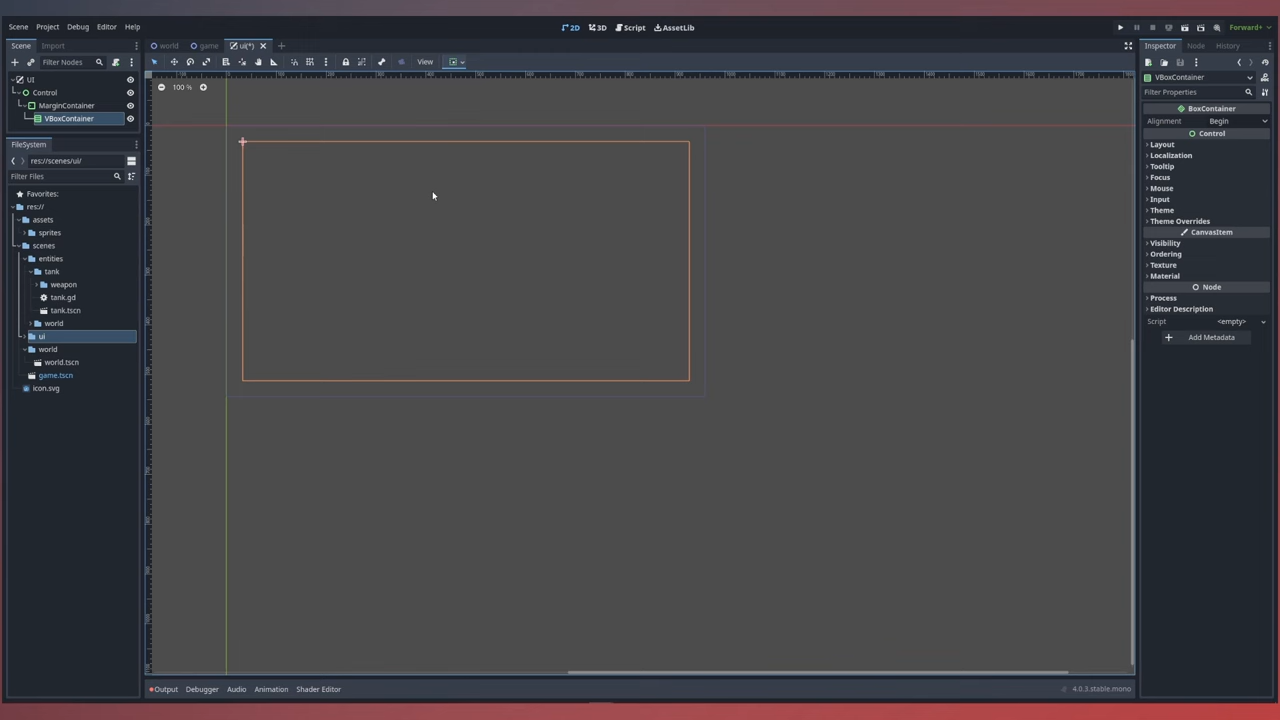 Scene Project Debug Editor Help
2D 3D Script AssetLib
Forward+
Scene Import
world game ui(*)
Inspector Node History
Filter Nodes
View
100 %
UI
Control
MarginContainer
VBoxContainer
FileSystem
res://scenes/ui/
Filter Files
Favorites:
res://
assets
sprites
scenes
entities
tank
weapon
tank.gd
tank.tscn
world
ui
world
world.tscn
game.tscn
icon.svg
VBoxContainer
Filter Properties
BoxContainer
Alignment Begin
Control
Layout
Localization
Tooltip
Focus
Mouse
Input
Theme
Theme Overrides
CanvasItem
Visibility
Ordering
Texture
Material
Node
Process
Editor Description
Script <empty>
Add Metadata
Output Debugger Audio Animation Shader Editor
4.0.3.stable.mono